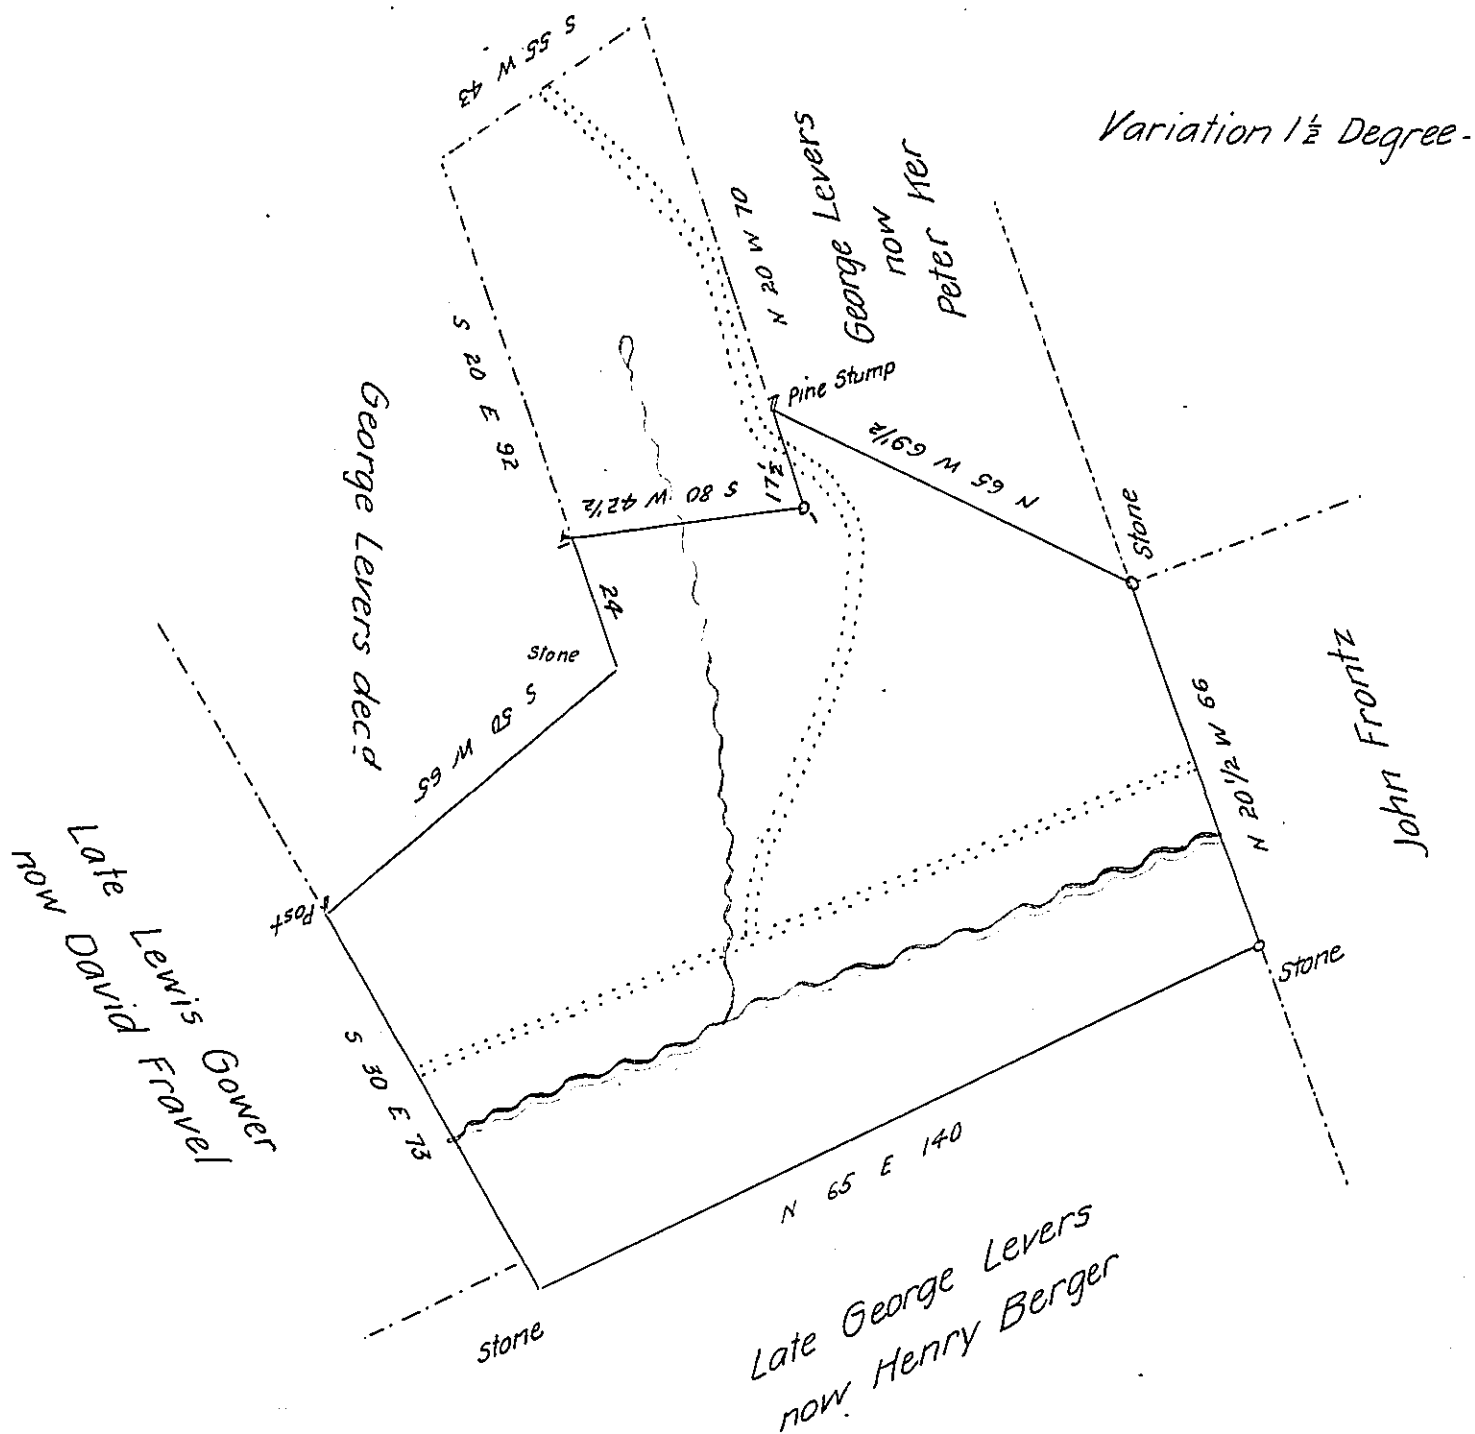 S 55 W 43
Variation 1½ Degree-
N 20 W 70
George Levers
now
Peter Ker
S 20 E 92
Pine Stump
N 65 W 69½
17½
S 80 W 42½
George Levers dec'd
24
Stone
Stone
S 50 W 65
N 20½ W 66
John Frontz
Post
Late Lewis Gower
now David Fravel
S 30 E 73
Stone
N 65 E 140
Stone
Late George Levers
now Henry Berger